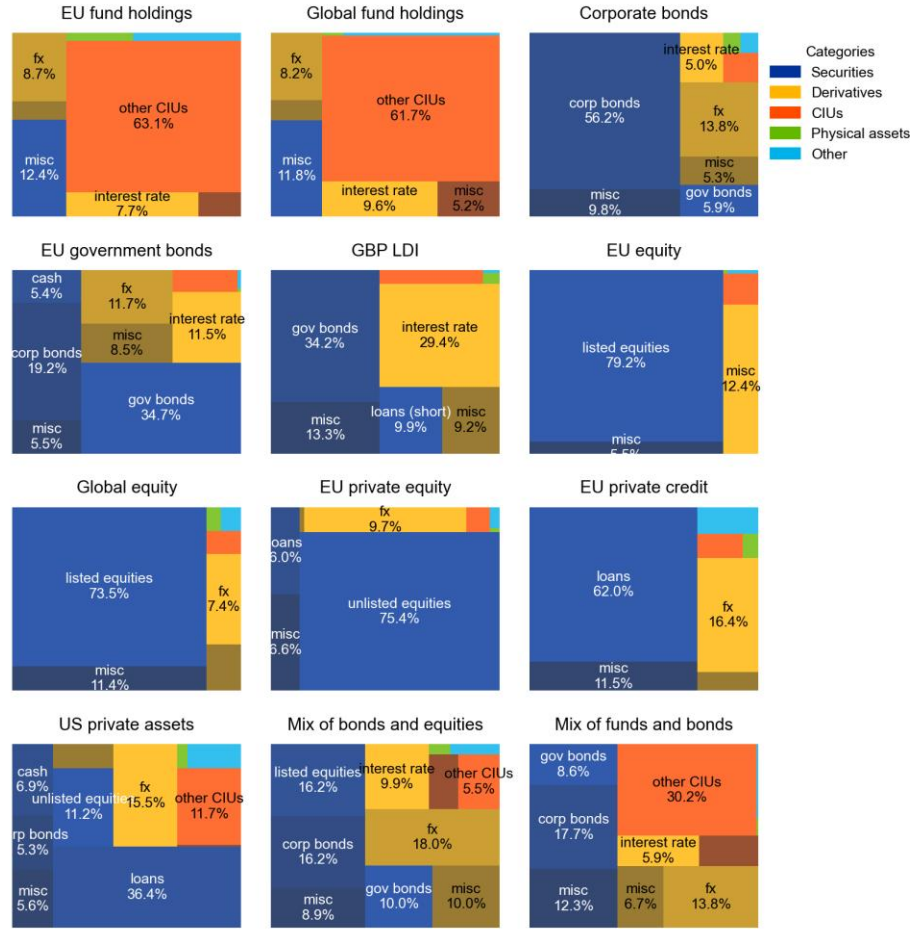 EU fund holdings
fx
8.7%
other CIUs
63.1%
misc
12.4%
interest rate
7.7%
Global fund holdings
fx
8.2%
other CIUs
61.7%
misc
11.8%
interest rate
9.6%
misc
5.2%
Corporate bonds
corp bonds
56.2%
interest rate
5.0%
fx
13.8%
misc
5.3%
misc
9.8%
gov bonds
5.9%
Categories
Securities
Derivatives
CIUs
Physical assets
Other
EU government bonds
cash
5.4%
fx
11.7%
interest rate
11.5%
misc
8.5%
corp bonds
19.2%
gov bonds
34.7%
misc
5.5%
GBP LDI
gov bonds
34.2%
interest rate
29.4%
misc
13.3%
loans (short)
9.9%
misc
9.2%
EU equity
listed equities
79.2%
misc
12.4%
misc
5.5%
Global equity
listed equities
73.5%
fx
7.4%
misc
11.4%
EU private equity
loans
6.0%
fx
9.7%
unlisted equities
75.4%
misc
6.6%
EU private credit
loans
62.0%
fx
16.4%
misc
11.5%
US private assets
cash
6.9%
unlisted equities
11.2%
fx
15.5%
other CIUs
11.7%
rp bonds
5.3%
misc
5.6%
loans
36.4%
Mix of bonds and equities
listed equities
16.2%
interest rate
9.9%
other CIUs
5.5%
corp bonds
16.2%
fx
18.0%
misc
8.9%
gov bonds
10.0%
misc
10.0%
Mix of funds and bonds
gov bonds
8.6%
other CIUs
30.2%
corp bonds
17.7%
interest rate
5.9%
misc
12.3%
misc
6.7%
fx
13.8%